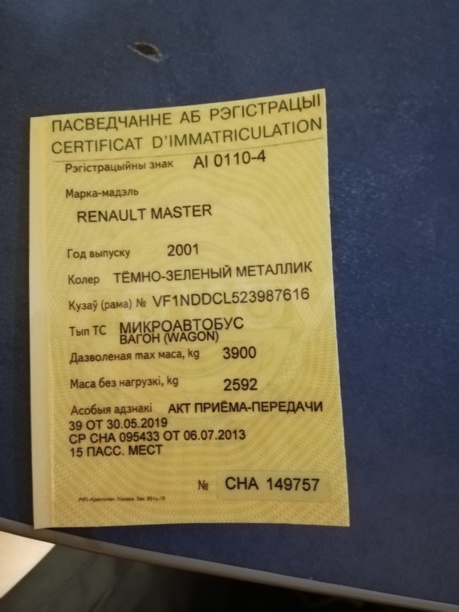 ПАСВЕДЧАННЕ АБ РЭГІСТРАЦЫІ
CERTIFICAT D'IMMATRICULATION
Рэгістрацыйны знак AI 0110-4
Марка-мадэль
RENAULT MASTER
Год выпуску 2001
Колер ТЁМНО-ЗЕЛЕНЫЙ МЕТАЛЛИК
Кузаў (рама) № VF1NDDCL523987616
Тып ТС МИКРОАВТОБУС
ВАГОН (WAGON)
Дазволеная max маса, kg 3900
Маса без нагрузкі, kg 2592
Асобыя адзнакі АКТ ПРИЁМА-ПЕРЕДАЧИ
39 ОТ 30.05.2019
СР СНА 095433 ОТ 06.07.2013
15 ПАСС. МЕСТ
№ СНА 149757